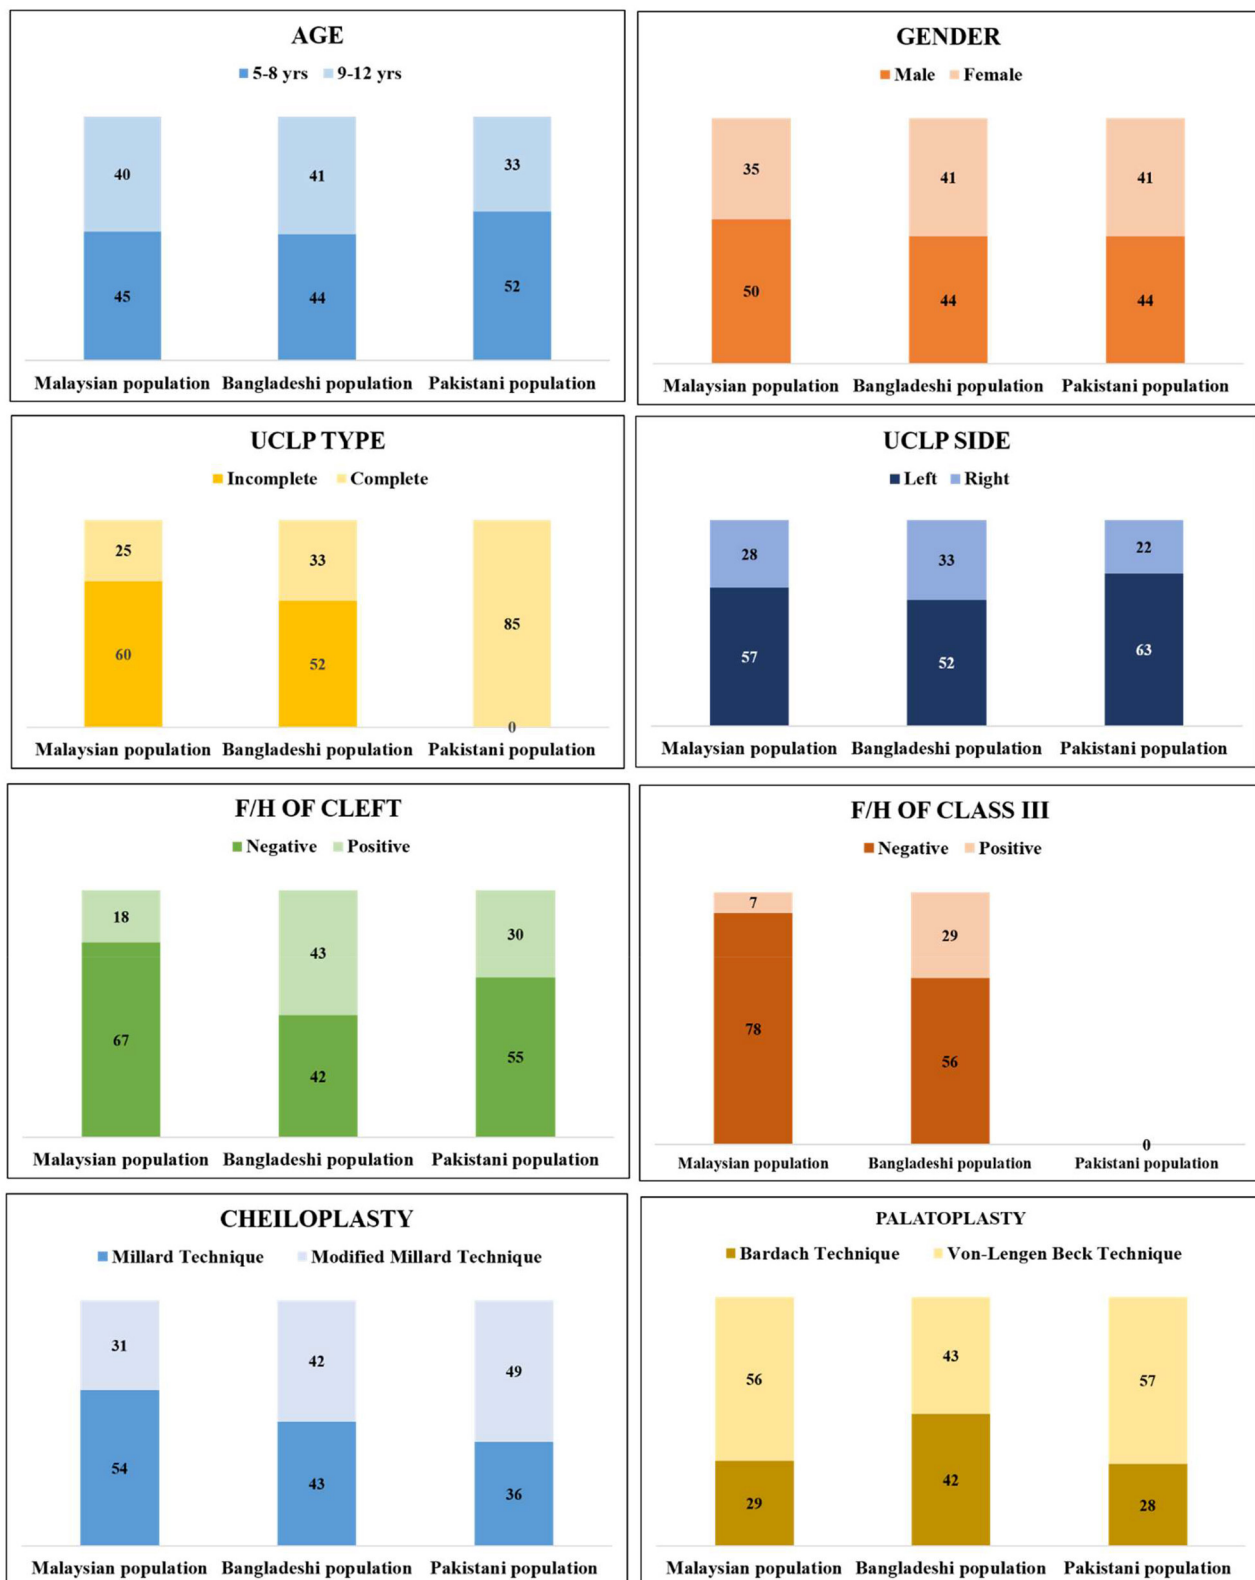 AGE
5-8 yrs 9-12 yrs
40 41 33
45 44 52
Malaysian population Bangladeshi population Pakistani population
GENDER
Male Female
35 41 41
50 44 44
Malaysian population Bangladeshi population Pakistani population
UCLP TYPE
Incomplete Complete
25 33 85
60 52 0
Malaysian population Bangladeshi population Pakistani population
UCLP SIDE
Left Right
28 33 22
57 52 63
Malaysian population Bangladeshi population Pakistani population
F/H OF CLEFT
Negative Positive
18 43 30
67 42 55
Malaysian population Bangladeshi population Pakistani population
F/H OF CLASS III
Negative Positive
7 29
78 56 0
Malaysian population Bangladeshi population Pakistani population
CHEILOPLASTY
Millard Technique Modified Millard Technique
31 42 49
54 43 36
Malaysian population Bangladeshi population Pakistani population
PALATOPLASTY
Bardach Technique Von-Lengen Beck Technique
56 43 57
29 42 28
Malaysian population Bangladeshi population Pakistani population